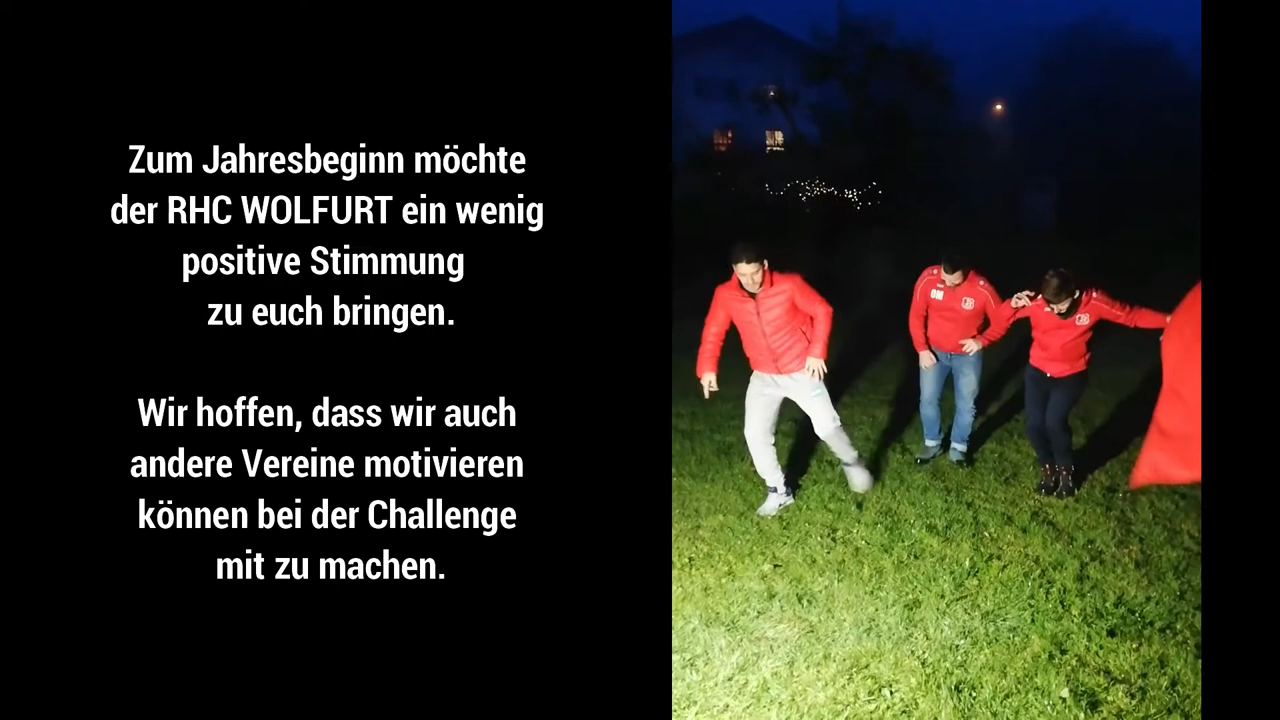 Zum Jahresbeginn möchte
der RHC WOLFURT ein wenig
positive Stimmung
zu euch bringen.
Wir hoffen, dass wir auch
andere Vereine motivieren
können bei der Challenge
mit zu machen.
OM